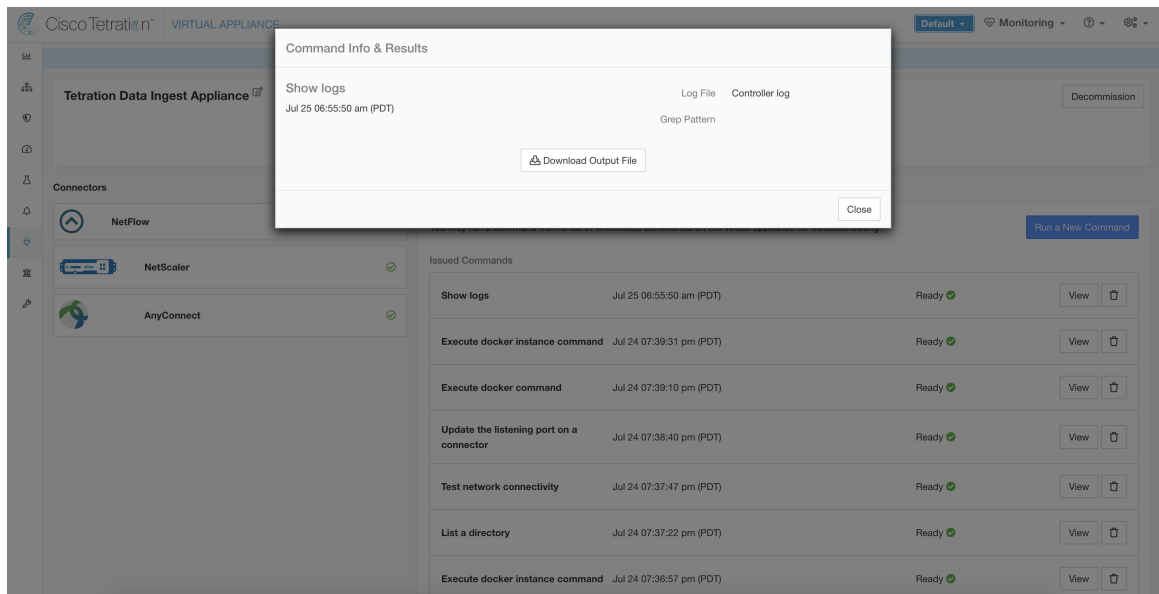 Cisco Tetration™ VIRTUAL APPLIANCE
Default
Monitoring
Command Info & Results
Show logs
Jul 25 06:55:50 am (PDT)
Log File Controller log
Grep Pattern
Download Output File
Close
Tetration Data Ingest Appliance
Decommission
Connectors
NetFlow
NetScaler
AnyConnect
Run a New Command
Issued Commands
Show logs Jul 25 06:55:50 am (PDT) Ready View
Execute docker instance command Jul 24 07:39:31 pm (PDT) Ready View
Execute docker command Jul 24 07:39:10 pm (PDT) Ready View
Update the listening port on a
connector Jul 24 07:38:40 pm (PDT) Ready View
Test network connectivity Jul 24 07:37:47 pm (PDT) Ready View
List a directory Jul 24 07:37:22 pm (PDT) Ready View
Execute docker instance command Jul 24 07:36:57 pm (PDT) Ready View